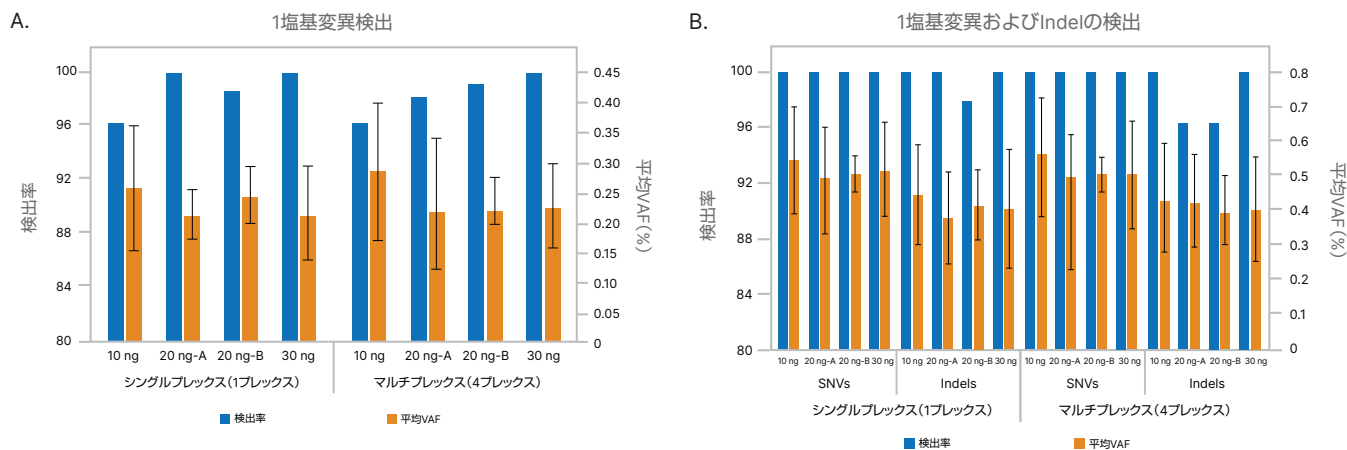 A.
1塩基変異検出
100
96
92
88
84
80
検出率
0.45
0.40
0.35
0.30
0.25
0.20
0.15
0.10
0.05
0
平均VAF(%)
10 ng 20 ng-A 20 ng-B 30 ng 10 ng 20 ng-A 20 ng-B 30 ng
シングルプレックス(1プレックス) マルチプレックス(4プレックス)
検出率 平均VAF
B.
1塩基変異およびIndelの検出
100
96
92
88
84
80
検出率
0.8
0.7
0.6
0.5
0.4
0.3
0.2
0.1
0
平均VAF(%)
10 ng 20 ng-A 20 ng-B 30 ng 10 ng 20 ng-A 20 ng-B 30 ng 10 ng 20 ng-A 20 ng-B 30 ng 10 ng 20 ng-A 20 ng-B 30 ng
SNVs Indels SNVs Indels
シングルプレックス(1プレックス) マルチプレックス(4プレックス)
検出率 平均VAF